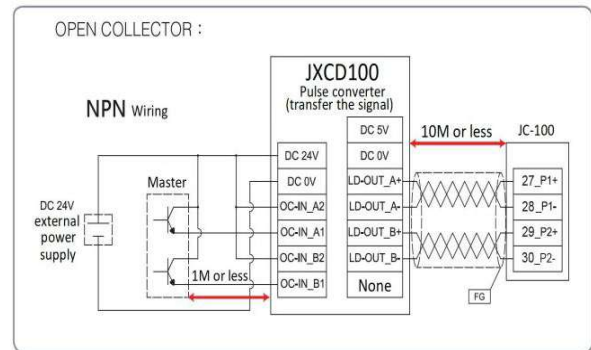 OPEN COLLECTOR :
JXCD100
Pulse converter
(transfer the signal)
NPN Wiring
DC 5V
10M or less
JC-100
DC 24V
DC 0V
Master
DC 0V
LD-OUT_A+
27_P1+
DC 24V
external
power
supply
OC-IN_A2
LD-OUT_A-
28_P1-
OC-IN_A1
LD-OUT_B+
29_P2+
OC-IN_B2
LD-OUT_B-
30_P2-
1M or less
OC-IN_B1
None
FG